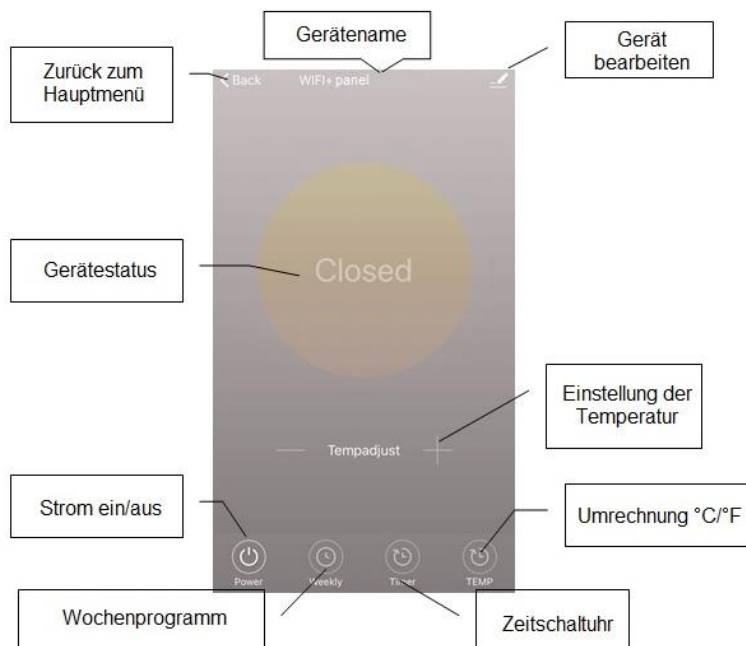 Gerätename
Gerät
bearbeiten
Zurück zum
Hauptmenü
Back
WIFI+ panel
Gerätestatus
Closed
Einstellung der
Temperatur
Tempadjust
Strom ein/aus
Umrechnung °C/°F
Power
Weekly
Timer
TEMP
Wochenprogramm
Zeitschaltuhr